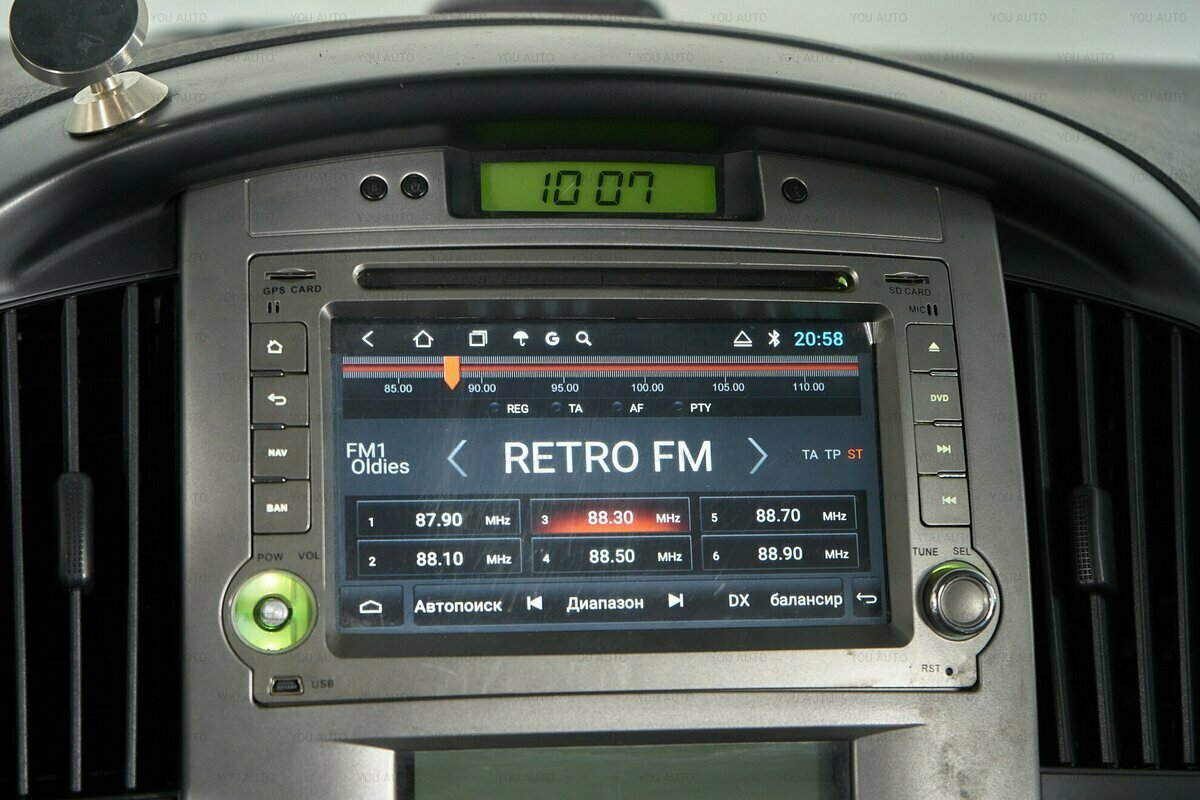 YOU AUTO
H
M
10 07
GPS CARD
SD CARD
MIC
G
20:58
85.00 90.00 95.00 100.00 105.00 110.00
REG TA AF PTY
FM1
Oldies
RETRO FM
TA TP ST
1 87.90 MHz 3 88.30 MHz 5 88.70 MHz
2 88.10 MHz 4 88.50 MHz 6 88.90 MHz
Автопоиск Диапазон DX балансир
NAV
BAN
DVD
POW VOL
TUNE SEL
USB
RST